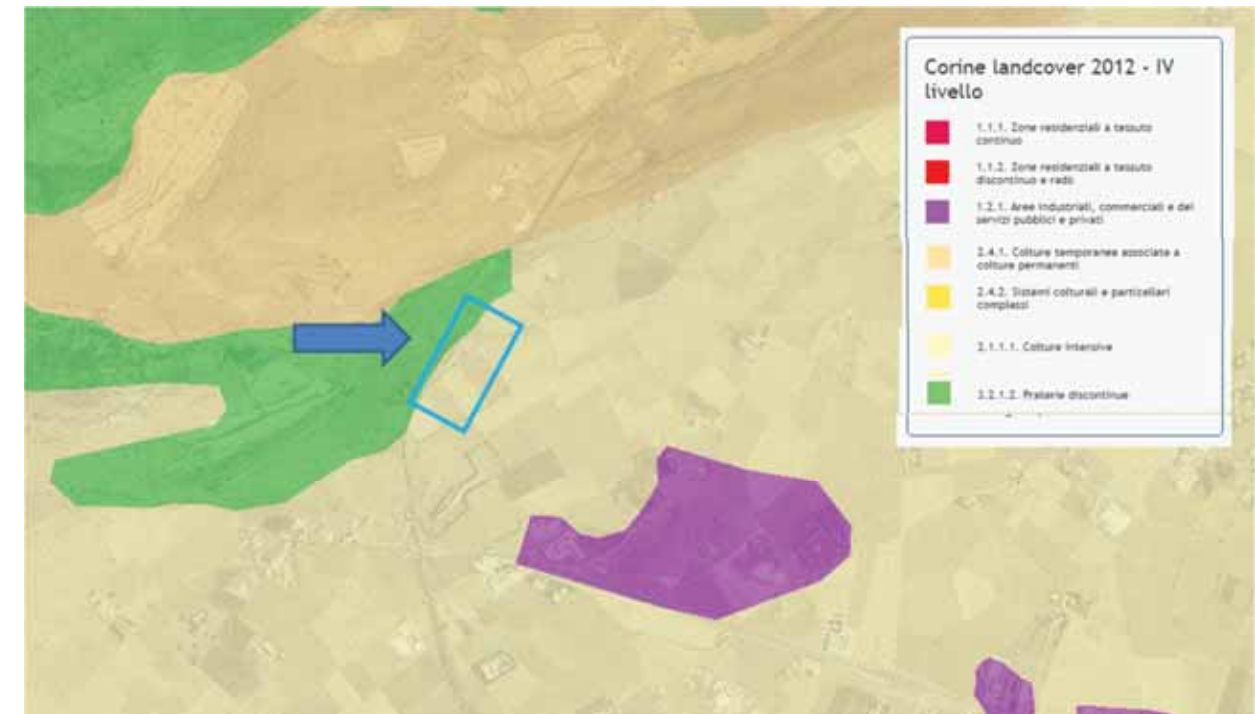 Corine landcover 2012 - IV
livello
1.1.1. Zone residenziali a tessuto
continuo
1.1.2. Zone residenziali a tessuto
discontinuo e rado
1.2.1. Aree industriali, commerciali e dei
servizi pubblici e privati
2.4.1. Colture temporanee associate a
colture permanenti
2.4.2. Sistemi colturali e particellari
complessi
2.1.1.1. Colture intensive
3.2.1.2. Praterie discontinue